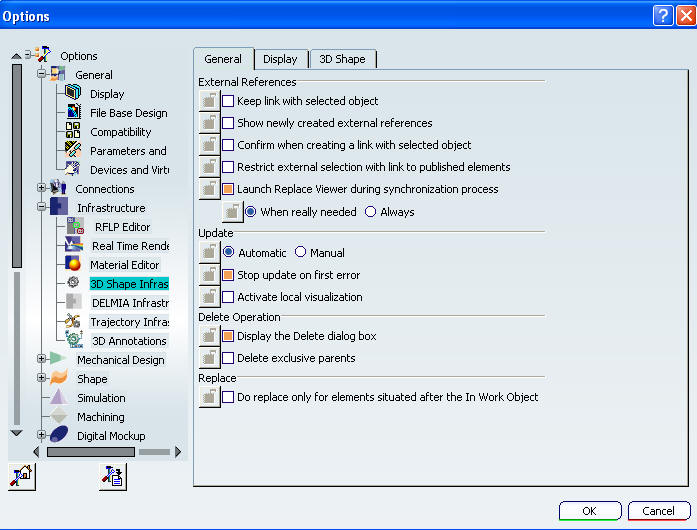 Options
Options
General
Display
File Base Design
Compatibility
Parameters and
Devices and Virtu
Connections
Infrastructure
RFLP Editor
Real Time Rende
Material Editor
3D Shape Infras
DELMIA Infrastr
Trajectory Infras
3D Annotations
Mechanical Design
Shape
Simulation
Machining
Digital Mockup
General Display 3D Shape
External References
Keep link with selected object
Show newly created external references
Confirm when creating a link with selected object
Restrict external selection with link to published elements
Launch Replace Viewer during synchronization process
When really needed Always
Update
Automatic Manual
Stop update on first error
Activate local visualization
Delete Operation
Display the Delete dialog box
Delete exclusive parents
Replace
Do replace only for elements situated after the In Work Object
OK Cancel